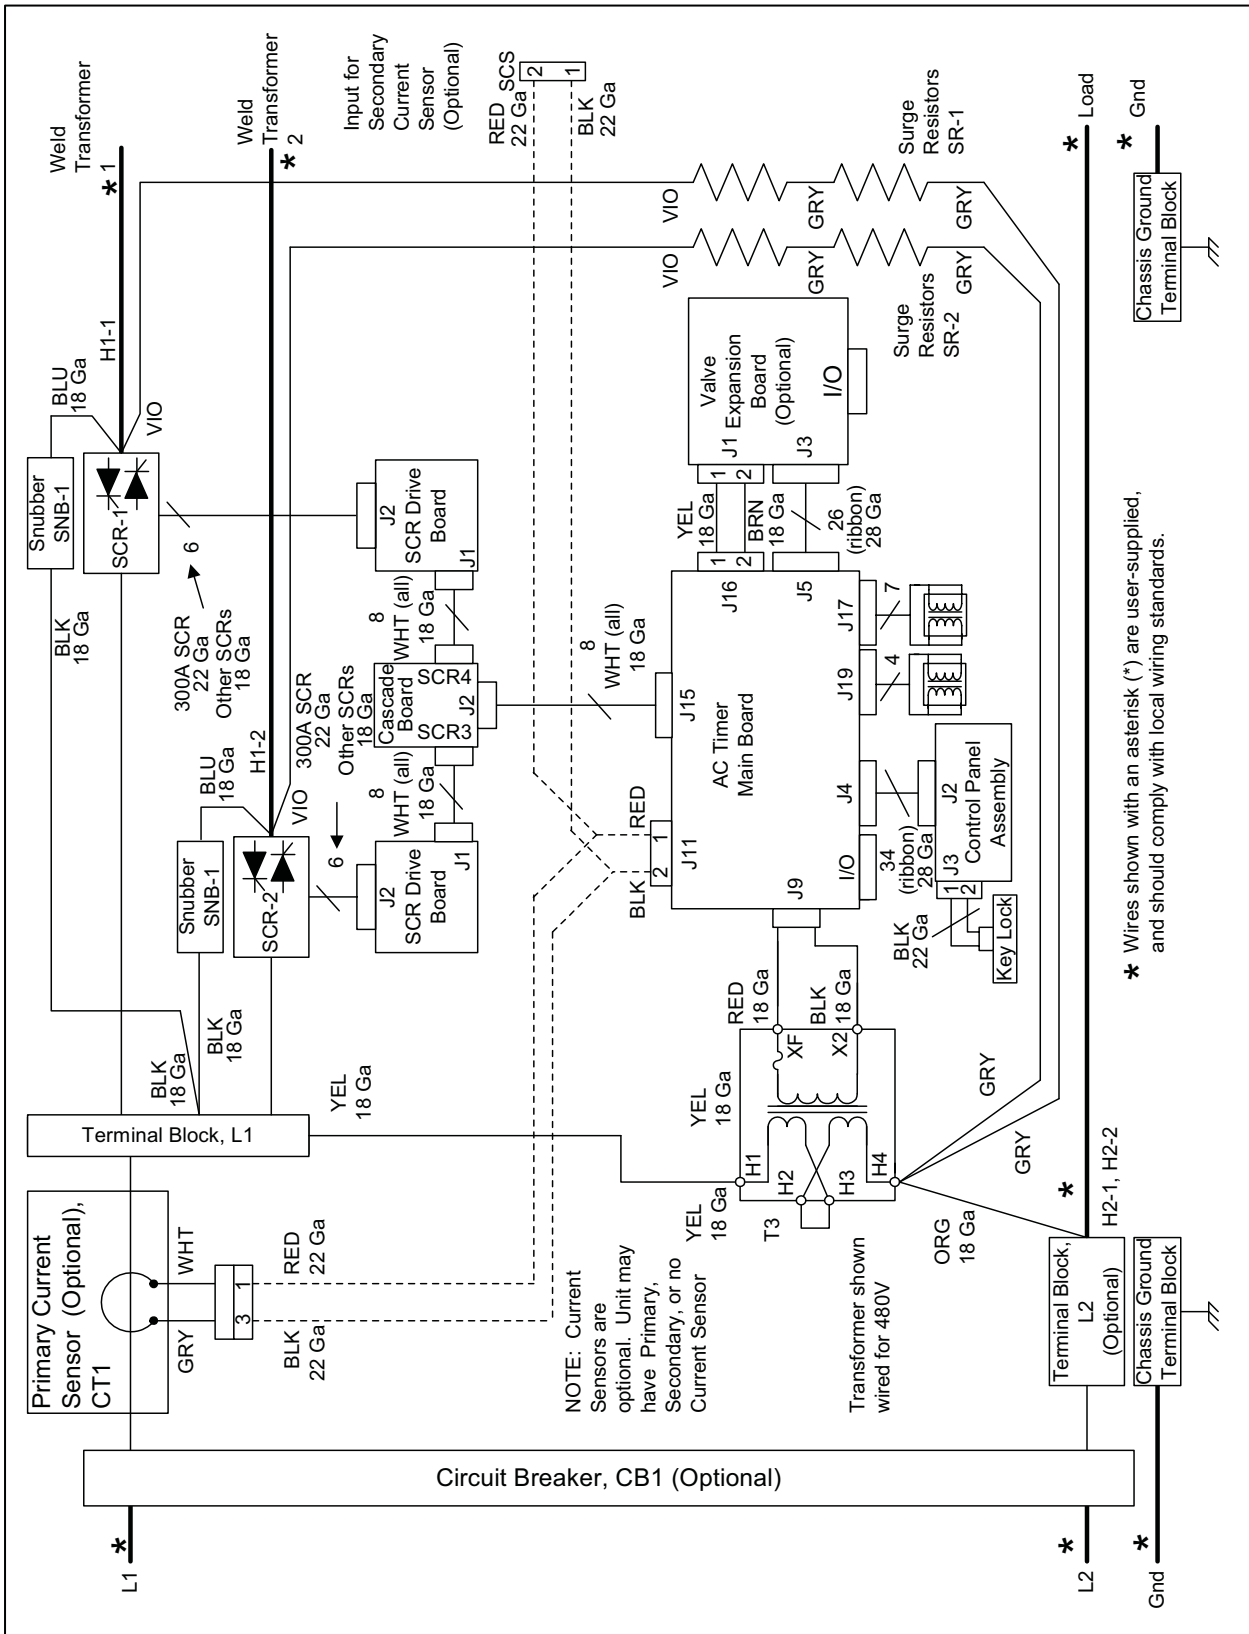 L1
*
L2
*
Gnd
Circuit Breaker, CB1 (Optional)
Primary Current
Sensor (Optional),
CT1
GRY
WHT
3
1
BLK
22 Ga
RED
22 Ga
Terminal Block, L1
BLK
18 Ga
BLK
18 Ga
YEL
18 Ga
BLK
18 Ga
Snubber
SNB-1
BLU
18 Ga
SCR-1
H1-1
VIO
Weld
Transformer
* 1
6
300A SCR
22 Ga
Other SCRs
18 Ga
Snubber
SNB-1
BLU
18 Ga
SCR-2
H1-2
VIO
Weld
Transformer
* 2
6
300A SCR
22 Ga
Other SCRs
18 Ga
J2
SCR Drive
Board
J1
8
WHT (all)
18 Ga
Cascade
Board
SCR3
SCR4
J2
8
WHT (all)
18 Ga
J2
SCR Drive
Board
J1
8
WHT (all)
18 Ga
Input for
Secondary
Current
Sensor
(Optional)
RED
22 Ga
SCS
2
1
BLK
22 Ga
NOTE: Current
Sensors are
optional. Unit may
have Primary,
Secondary, or no
Current Sensor
Transformer shown
wired for 480V
YEL
18 Ga
YEL
18 Ga
T3
H1
H2
H3
H4
XF
X2
RED
18 Ga
BLK
18 Ga
ORG
18 Ga
BLK
RED
2
1
J11
J15
AC Timer
Main Board
J9
I/O
J4
J19
J17
J16
1
2
J5
YEL
18 Ga
BRN
18 Ga
26
(ribbon)
28 Ga
J1
1
2
J3
Valve
Expansion
Board
(Optional)
I/O
34
(ribbon)
28 Ga
4
7
J2
Control Panel
Assembly
J3
1
2
BLK
22 Ga
Key Lock
VIO
GRY
GRY
Surge
Resistors
SR-1
VIO
GRY
GRY
Surge
Resistors
SR-2
GRY
GRY
Terminal Block,
L2
(Optional)
*
H2-1, H2-2
*
Load
Chassis Ground
Terminal Block
Chassis Ground
Terminal Block
*
Gnd
* Wires shown with an asterisk (*) are user-supplied,
and should comply with local wiring standards.